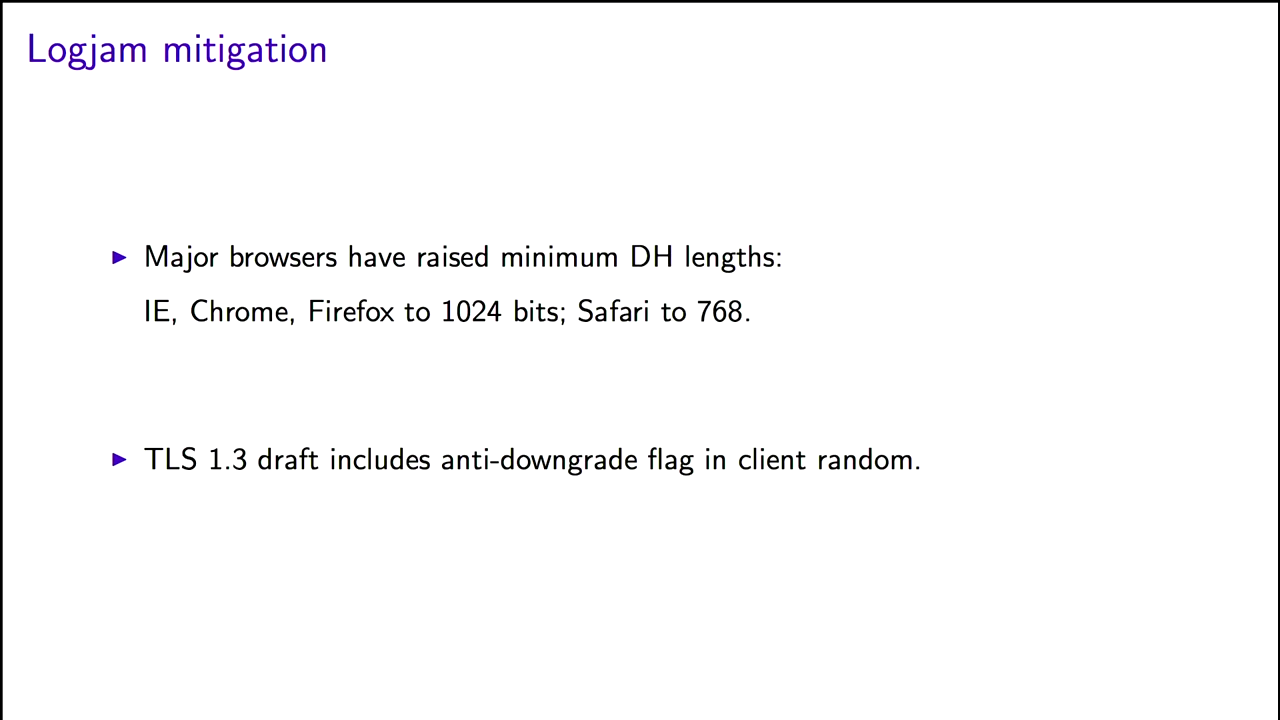 Logjam mitigation
▶ Major browsers have raised minimum DH lengths:
IE, Chrome, Firefox to 1024 bits; Safari to 768.
▶ TLS 1.3 draft includes anti-downgrade flag in client random.